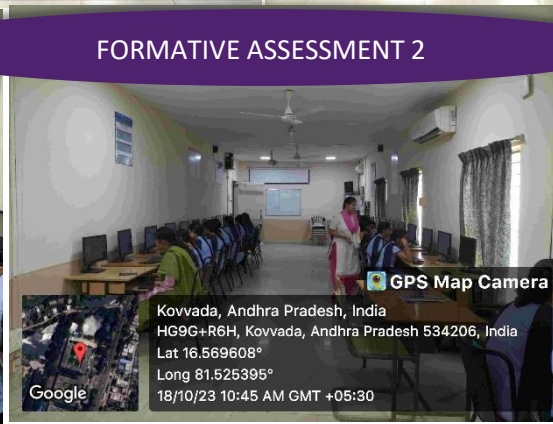 FORMATIVE ASSESSMENT 2
GPS Map Camera
Kovvada, Andhra Pradesh, India
HG9G+R6H, Kovvada, Andhra Pradesh 534206, India
Lat 16.569608°
Long 81.525395°
18/10/23 10:45 AM GMT +05:30
Google